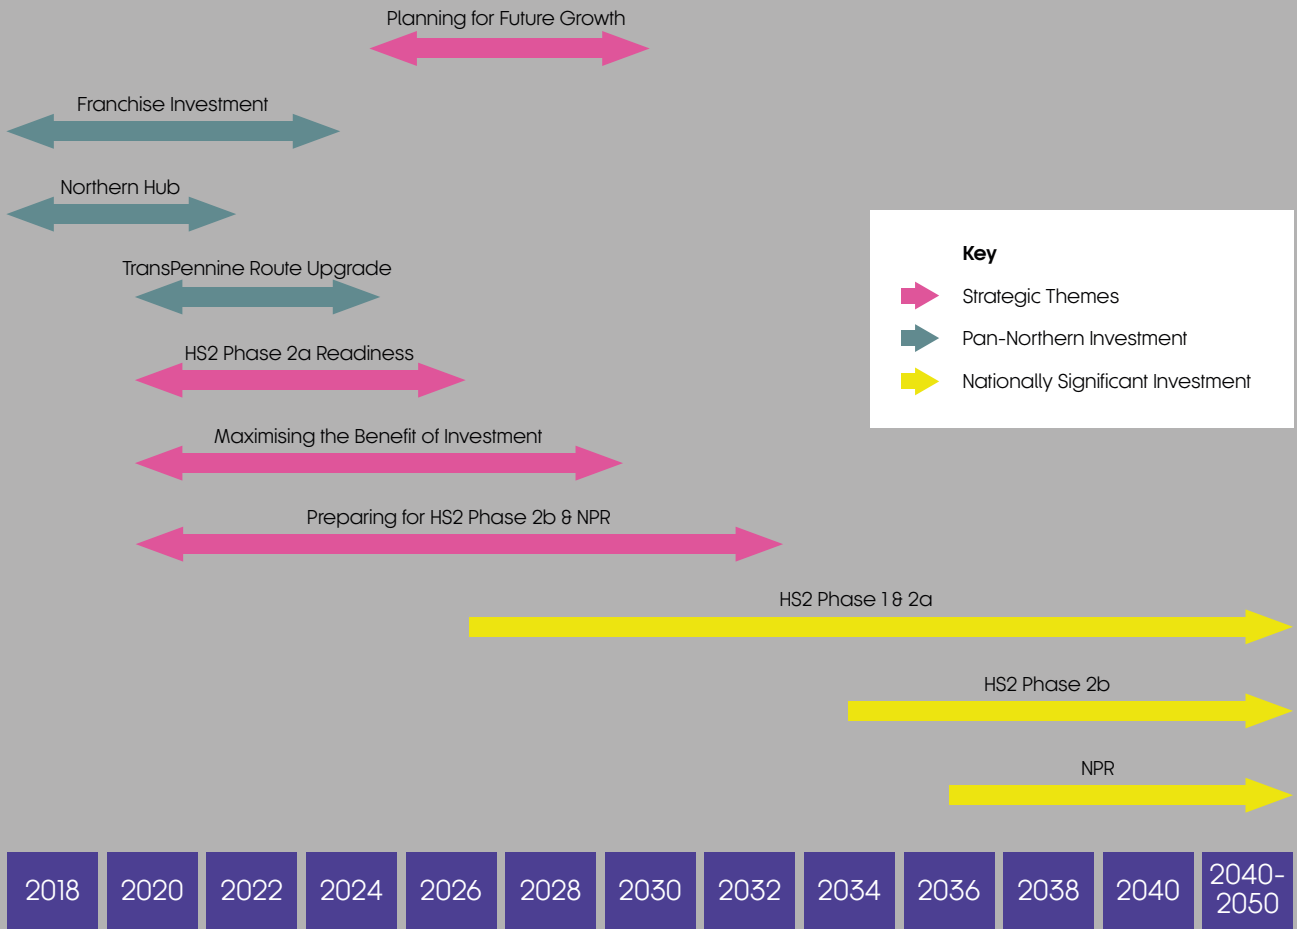 Planning for Future Growth
Franchise Investment
Northern Hub
TransPennine Route Upgrade
HS2 Phase 2a Readiness
Maximising the Benefit of Investment
Preparing for HS2 Phase 2b & NPR
HS2 Phase 1 & 2a
HS2 Phase 2b
NPR
Key
Strategic Themes
Pan-Northern Investment
Nationally Significant Investment
2018 2020 2022 2024 2026 2028 2030 2032 2034 2036 2038 2040 2040-
2050